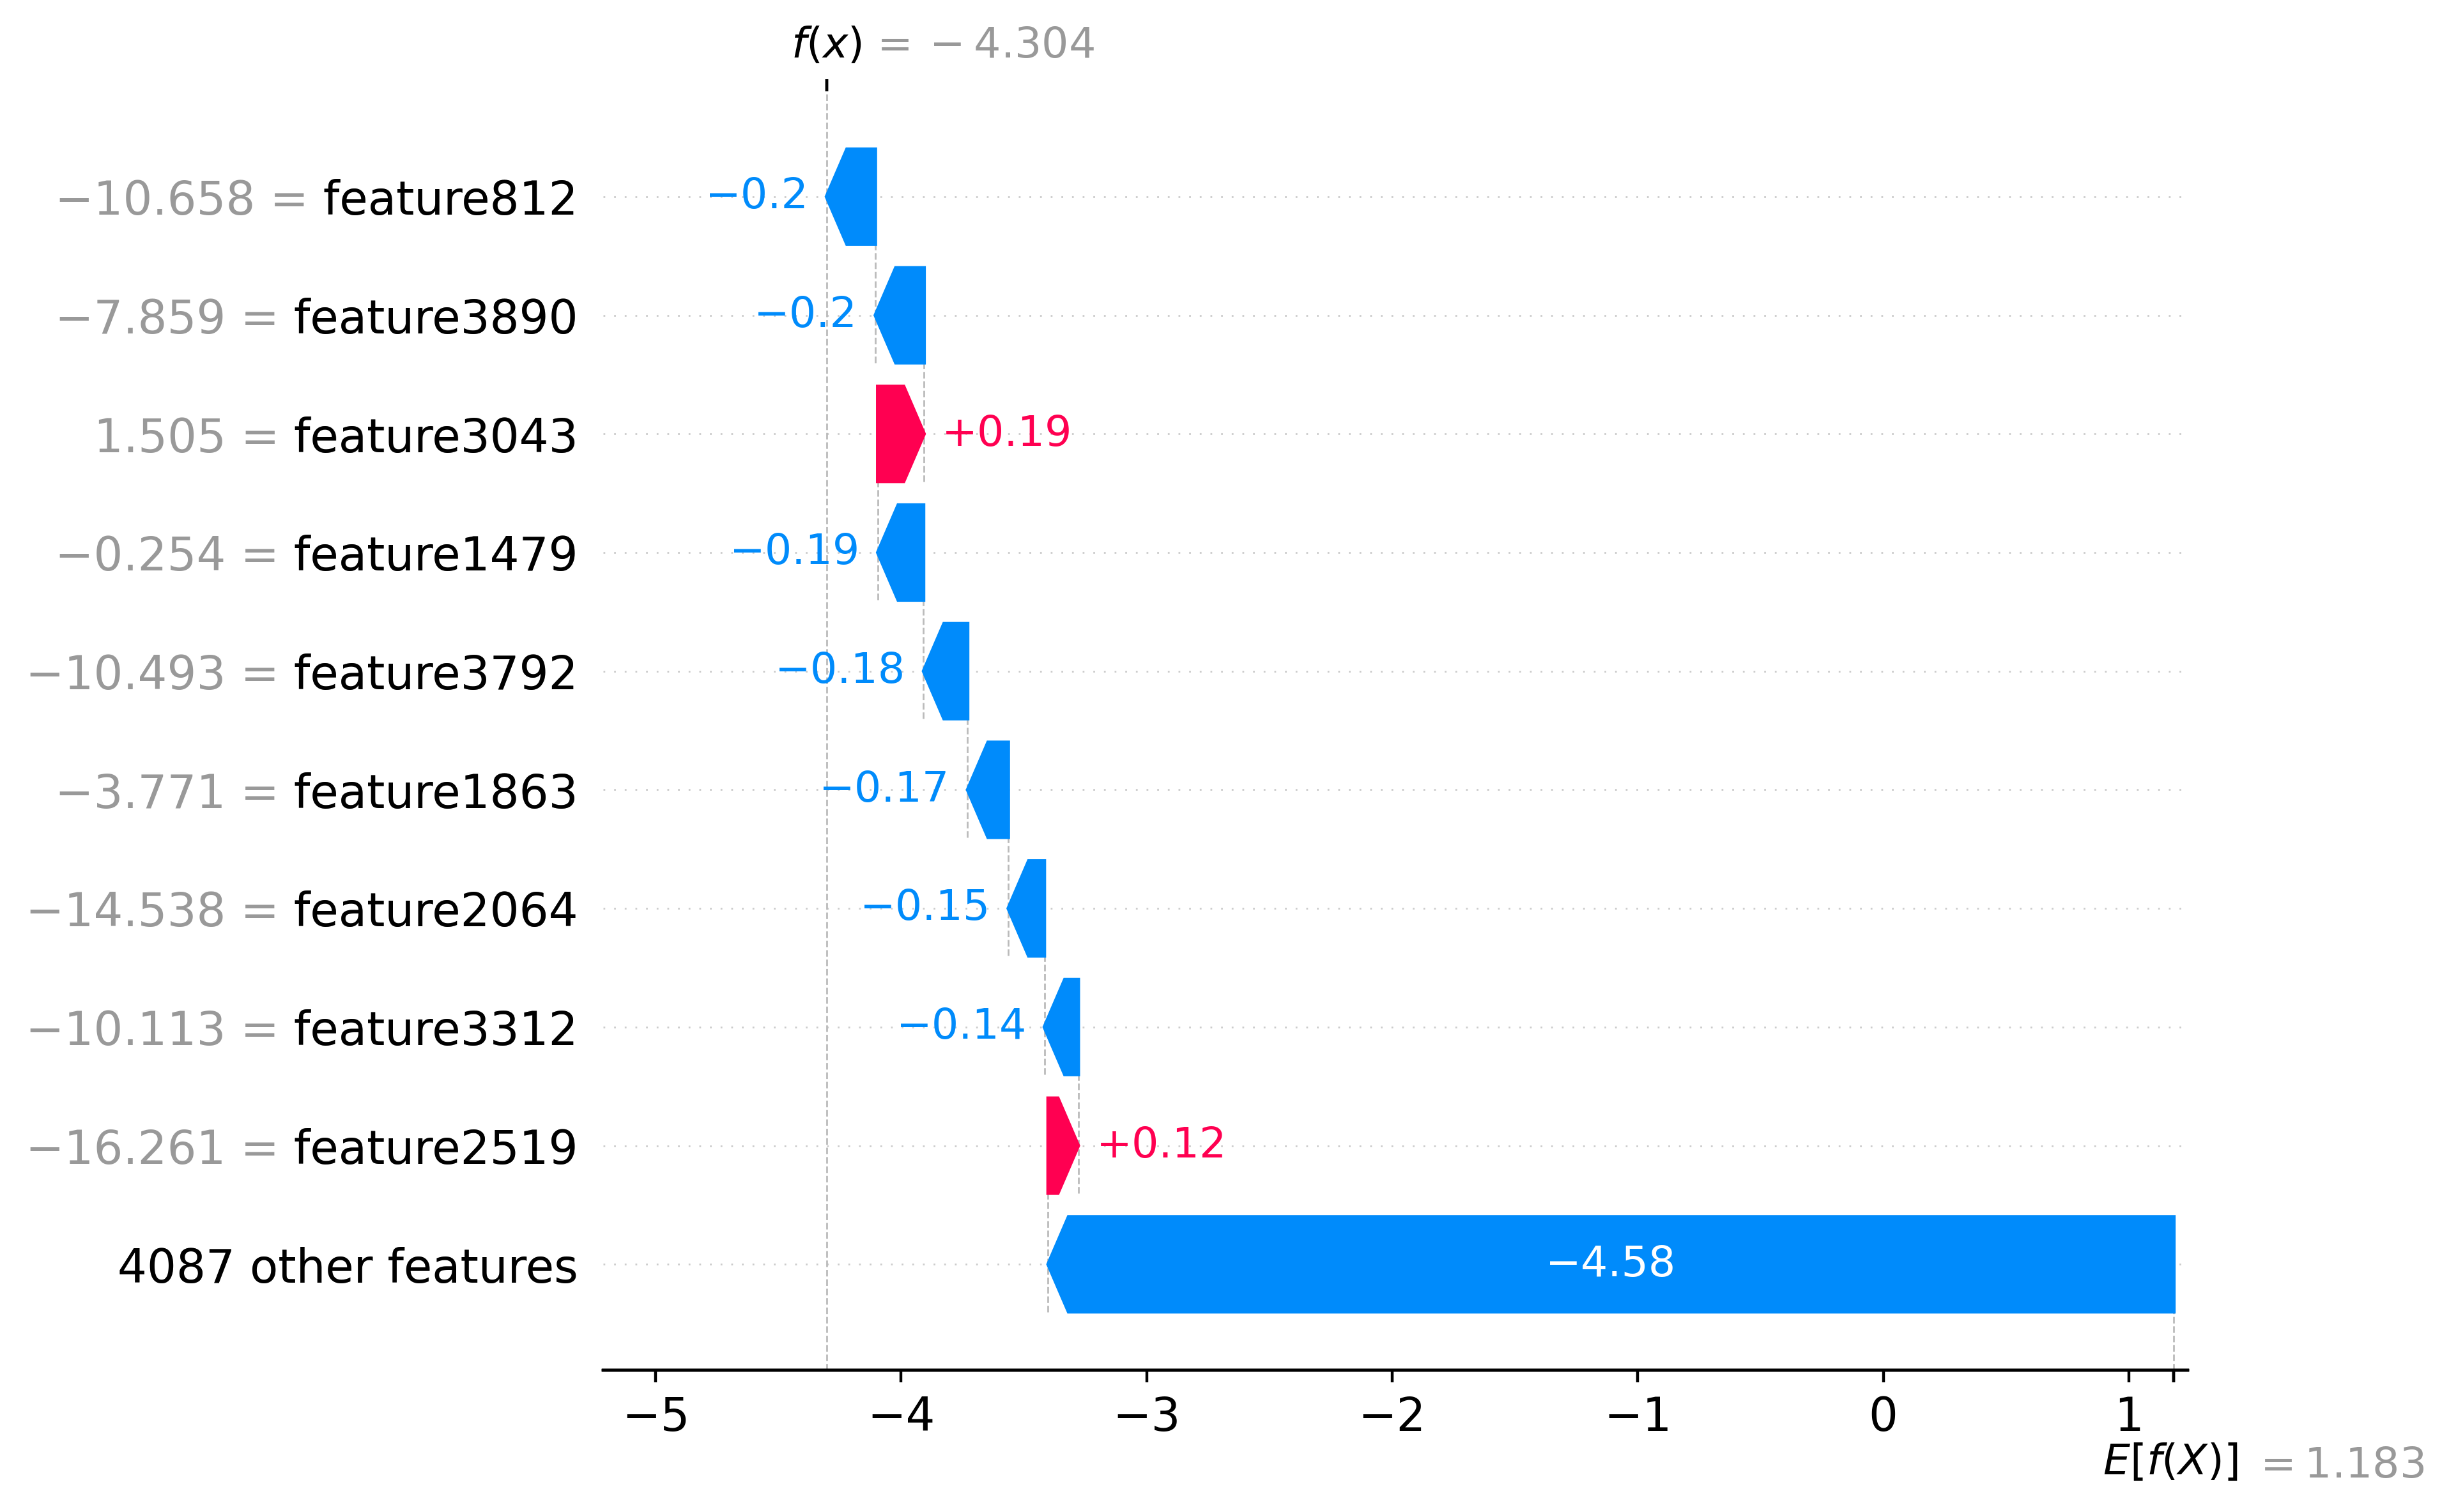 f(x) = −4.304
−10.658 = feature812
−0.2
−7.859 = feature3890
−0.2
1.505 = feature3043
+0.19
−0.254 = feature1479
−0.19
−10.493 = feature3792
−0.18
−3.771 = feature1863
−0.17
−14.538 = feature2064
−0.15
−10.113 = feature3312
−0.14
−16.261 = feature2519
+0.12
4087 other features
−4.58
−5 −4 −3 −2 −1 0 1
E[f(X)] = 1.183